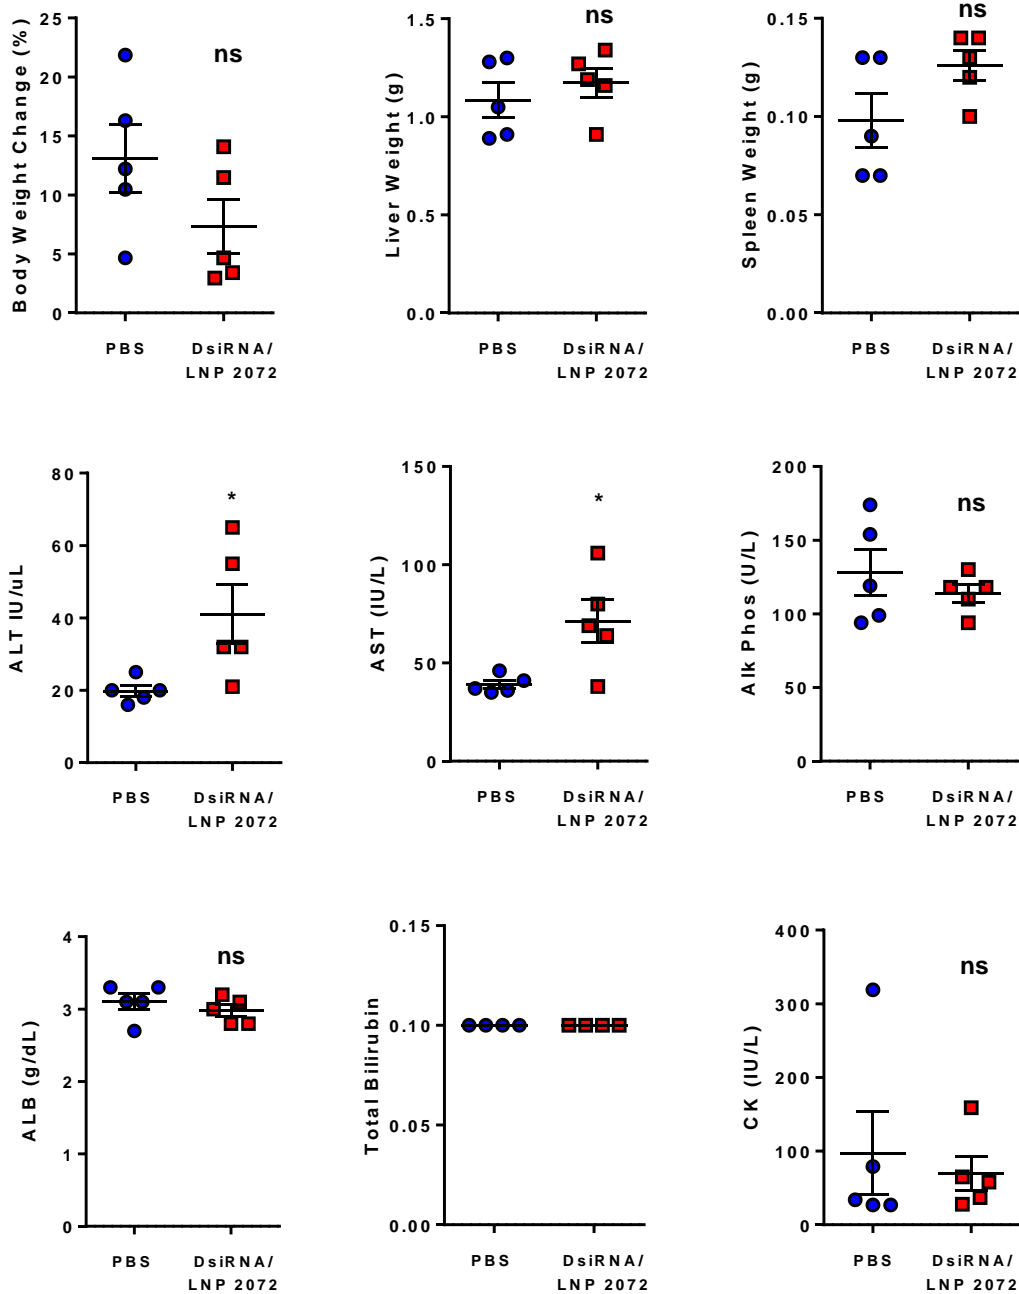 Body Weight Change (%)
25
20
15
10
5
0
ns
PBS
DsiRNA/
LNP 2072
Liver Weight (g)
1.5
1.0
0.5
0.0
ns
PBS
DsiRNA/
LNP 2072
Spleen Weight (g)
0.15
0.10
0.05
0.00
ns
PBS
DsiRNA/
LNP 2072
ALT IU/uL
80
60
40
20
0
*
PBS
DsiRNA/
LNP 2072
AST (IU/L)
150
100
50
0
*
PBS
DsiRNA/
LNP 2072
Alk Phos (U/L)
200
150
100
50
0
ns
PBS
DsiRNA/
LNP 2072
ALB (g/dL)
4
3
2
1
0
ns
PBS
DsiRNA/
LNP 2072
Total Bilirubin
0.15
0.10
0.05
0.00
PBS
DsiRNA/
LNP 2072
CK (IU/L)
400
300
200
100
0
ns
PBS
DsiRNA/
LNP 2072